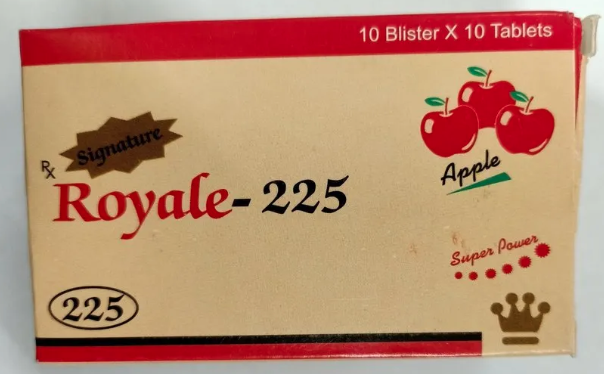 10 Blister X 10 Tablets
Signature
Rx
Royale-225
Apple
Super Power
225